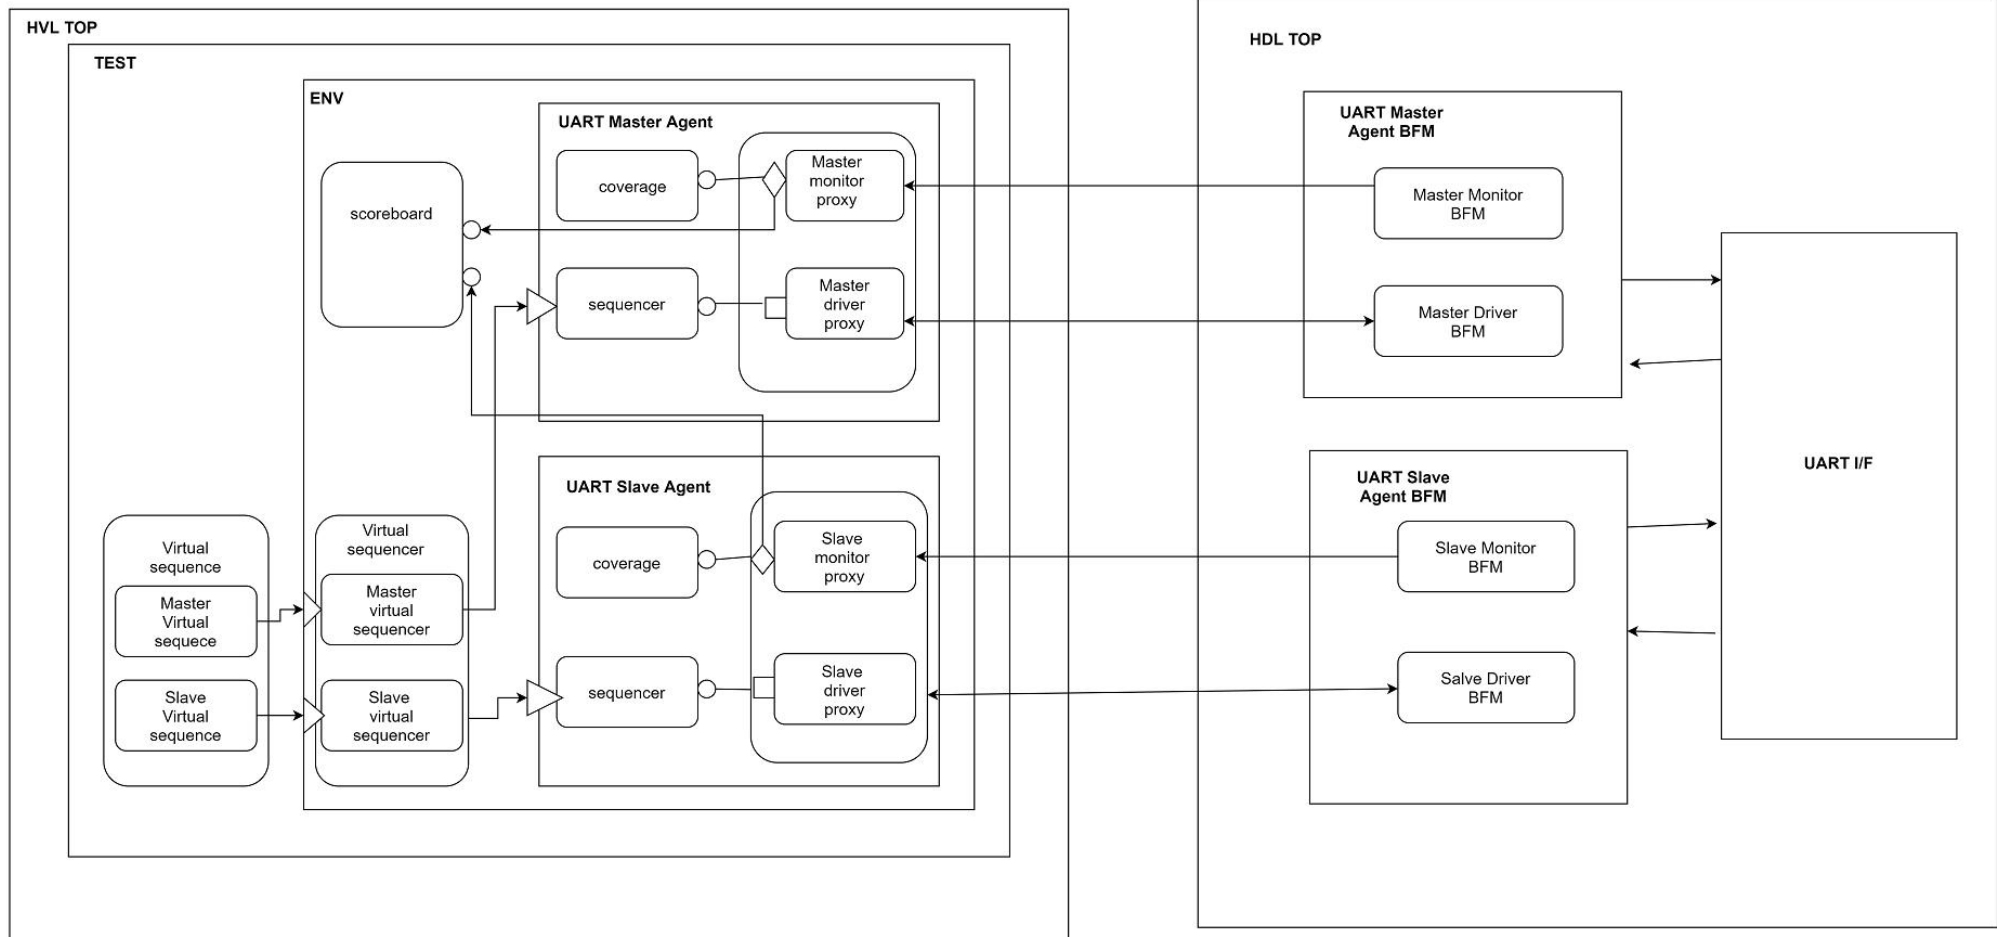 HVL TOP
TEST
ENV
scoreboard
UART Master Agent
coverage
Master
monitor
proxy
sequencer
Master
driver
proxy
UART Slave Agent
coverage
Slave
monitor
proxy
sequencer
Slave
driver
proxy
Virtual
sequence
Master
Virtual
sequece
Slave
Virtual
sequence
Virtual
sequencer
Master
virtual
sequencer
Slave
virtual
sequencer
HDL TOP
UART Master
Agent BFM
Master Monitor
BFM
Master Driver
BFM
UART Slave
Agent BFM
Slave Monitor
BFM
Salve Driver
BFM
UART I/F